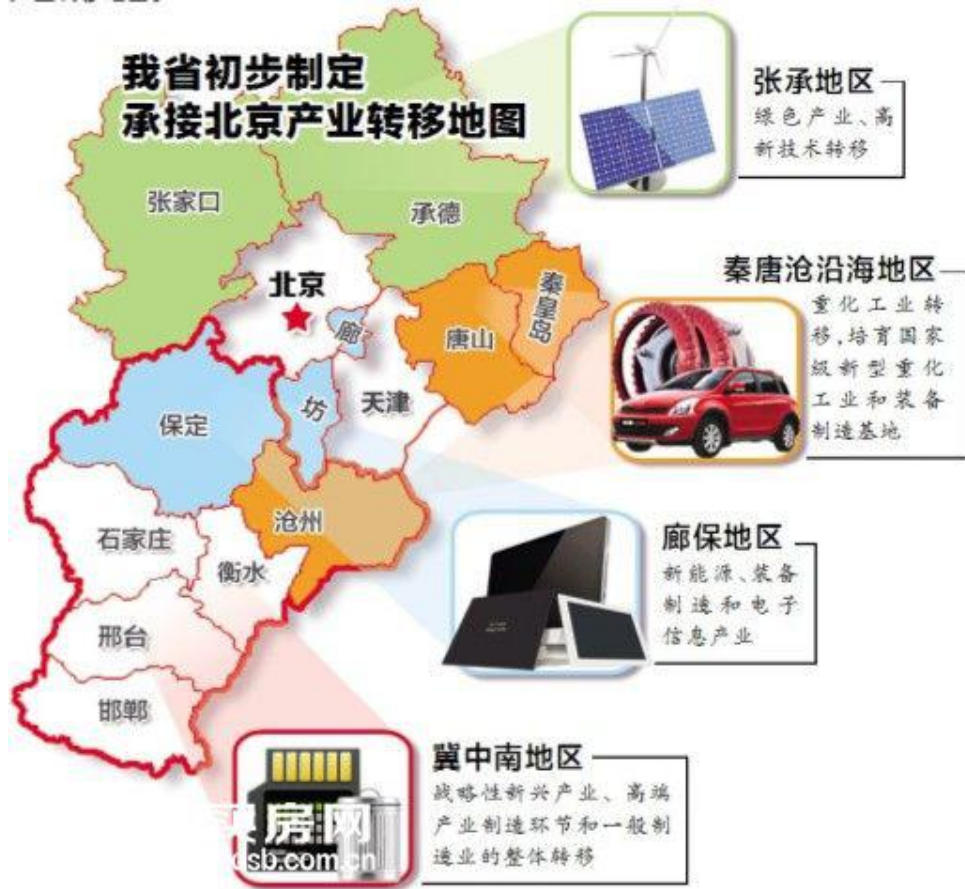 我省初步制定
承接北京产业转移地图
张承地区
绿色产业、高
新技术转移
张家口
承德
秦唐沧沿海地区
重化工业转
移,培育国家
级新型重化
工业和装备
制造基地
北京
秦皇岛
廊
唐山
坊
天津
保定
沧州
石家庄
衡水
廊保地区
新能源、装备
制造和电子
信息产业
邢台
邯郸
冀中南地区
战略性新兴产业、高端
产业制造环节和一般制
造业的整体转移
房网
sb.com.cn